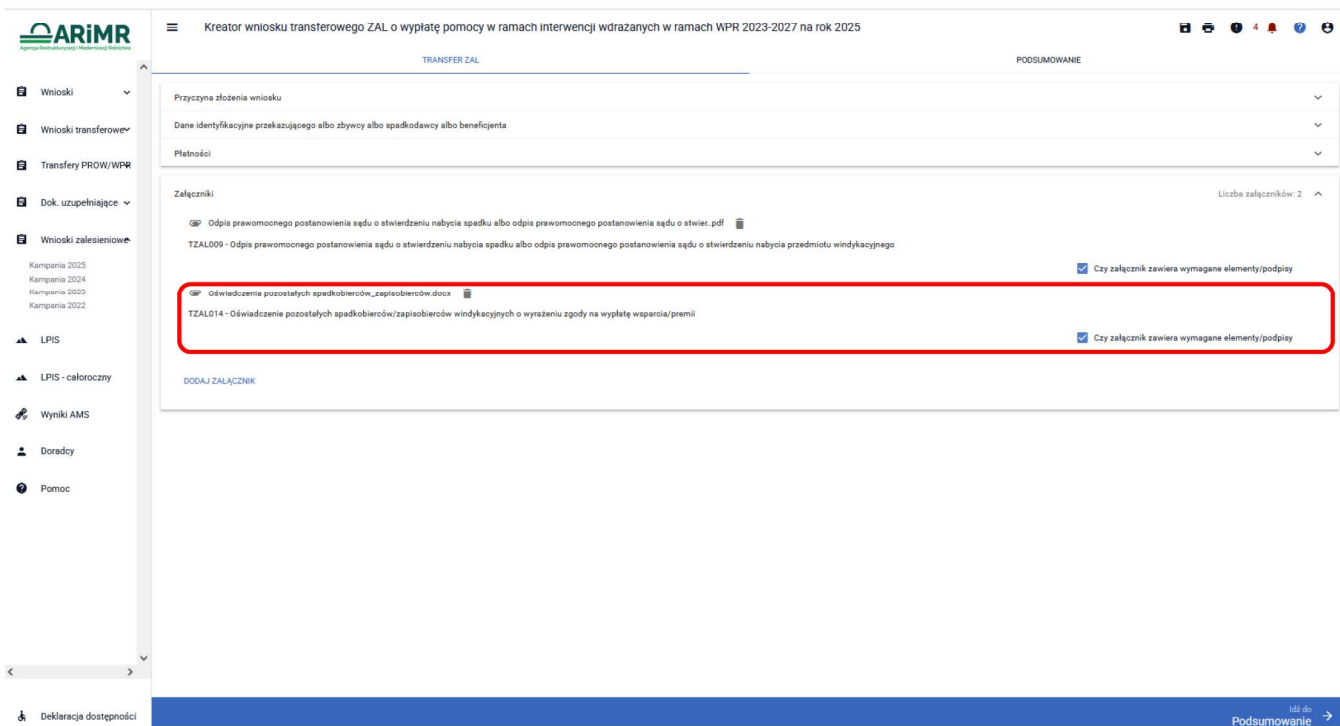 ARiMR
Agencja Restrukturyzacji i Modernizacji Rolnictwa
Kreator wniosku transferowego ZAL o wypłatę pomocy w ramach interwencji wdrażanych w ramach WPR 2023-2027 na rok 2025
4
TRANSFER ZAL
PODSUMOWANIE
Wnioski
Wnioski transferowe
Transfery PROW/WPR
Dok. uzupełniające
Wnioski zalesieniowe
Kampania 2025
Kampania 2024
Kampania 2023
Kampania 2022
LPIS
LPIS - całoroczny
Wyniki AMS
Doradcy
Pomoc
Deklaracja dostępności
Przyczyna złożenia wniosku
Dane identyfikacyjne przekazującego albo zbywcy albo spadkodawcy albo beneficjenta
Płatności
Załączniki
Liczba załączników: 2
Odpis prawomocnego postanowienia sądu o stwierdzeniu nabycia spadku albo odpis prawomocnego postanowienia sądu o stwier..pdf
TZAL009 - Odpis prawomocnego postanowienia sądu o stwierdzeniu nabycia spadku albo odpis prawomocnego postanowienia sądu o stwierdzeniu nabycia przedmiotu windykacyjnego
Czy załącznik zawiera wymagane elementy/podpisy
Oświadczenia pozostałych spadkobierców_zapisobierców.docx
TZAL014 - Oświadczenie pozostałych spadkobierców/zapisobierców windykacyjnych o wyrażeniu zgody na wypłatę wsparcia/premii
Czy załącznik zawiera wymagane elementy/podpisy
DODAJ ZAŁĄCZNIK
Idź do
Podsumowanie